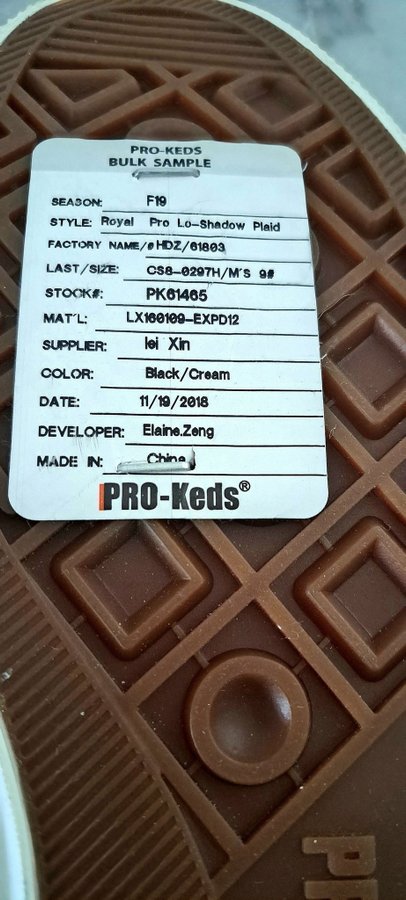 PRO-KEDS
BULK SAMPLE
SEASON: F19
STYLE: Royal Pro Lo-Shadow Plaid
FACTORY NAME/# HDZ/61803
LAST/SIZE: CS8-0297H/M'S 9#
STOCK#: PK61465
MAT'L: LX160109-EXPD12
SUPPLIER: lei Xin
COLOR: Black/Cream
DATE: 11/19/2018
DEVELOPER: Elaine.Zeng
MADE IN: China
PRO-Keds®